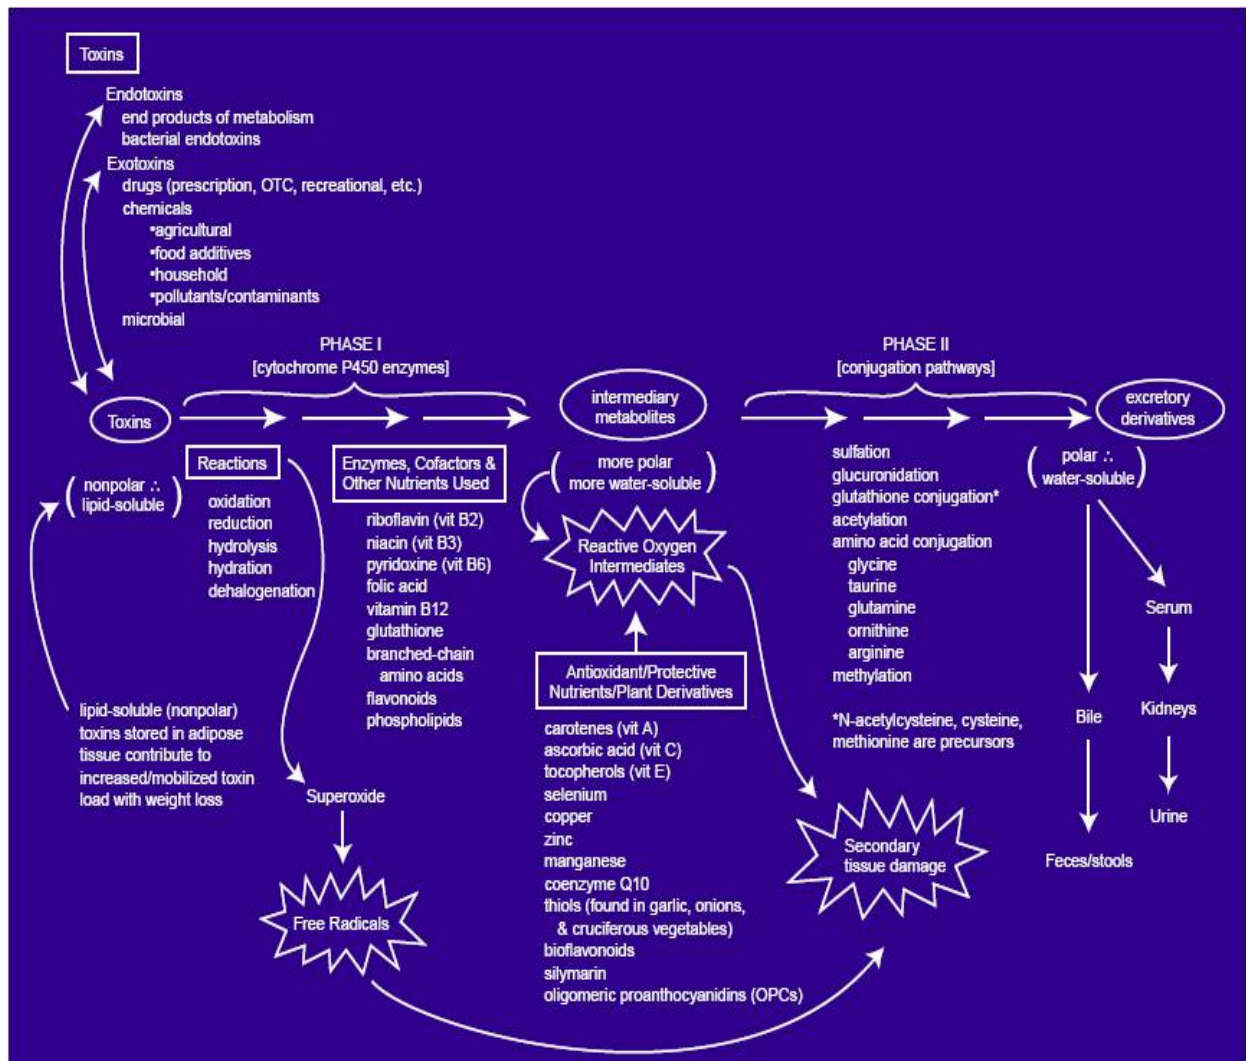 Toxins
Endotoxins
end products of metabolism
bacterial endotoxins
Exotoxins
drugs (prescription, OTC, recreational, etc.)
chemicals
•agricultural
•food additives
•household
•pollutants/contaminants
microbial
PHASE I
[cytochrome P450 enzymes]
PHASE II
[conjugation pathways]
Toxins
intermediary
metabolites
excretory
derivatives
(nonpolar ∴
lipid-soluble)
Reactions
oxidation
reduction
hydrolysis
hydration
dehalogenation
Enzymes, Cofactors &
Other Nutrients Used
riboflavin (vit B2)
niacin (vit B3)
pyridoxine (vit B6)
folic acid
vitamin B12
glutathione
branched-chain
amino acids
flavonoids
phospholipids
(more polar
more water-soluble)
Reactive Oxygen
Intermediates
Antioxidant/Protective
Nutrients/Plant Derivatives
carotenes (vit A)
ascorbic acid (vit C)
tocopherols (vit E)
selenium
copper
zinc
manganese
coenzyme Q10
thiols (found in garlic, onions,
& cruciferous vegetables)
bioflavonoids
silymarin
oligomeric proanthocyanidins (OPCs)
sulfation
glucuronidation
glutathione conjugation*
acetylation
amino acid conjugation
glycine
taurine
glutamine
ornithine
arginine
methylation
*N-acetylcysteine, cysteine,
methionine are precursors
(polar ∴
water-soluble)
Serum
Kidneys
Urine
Bile
Feces/stools
lipid-soluble (nonpolar)
toxins stored in adipose
tissue contribute to
increased/mobilized toxin
load with weight loss
Superoxide
Free Radicals
Secondary
tissue damage